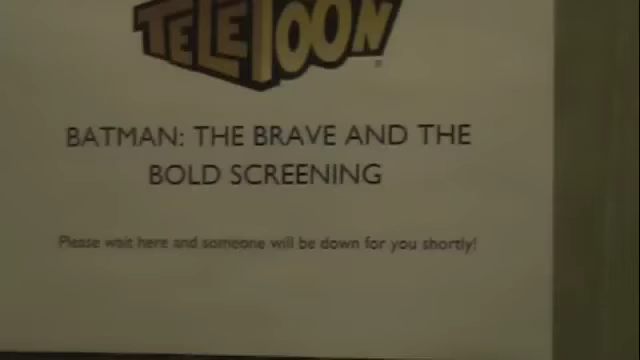 TELETOON
BATMAN: THE BRAVE AND THE
BOLD SCREENING
Please wait here and someone will be down for you shortly!